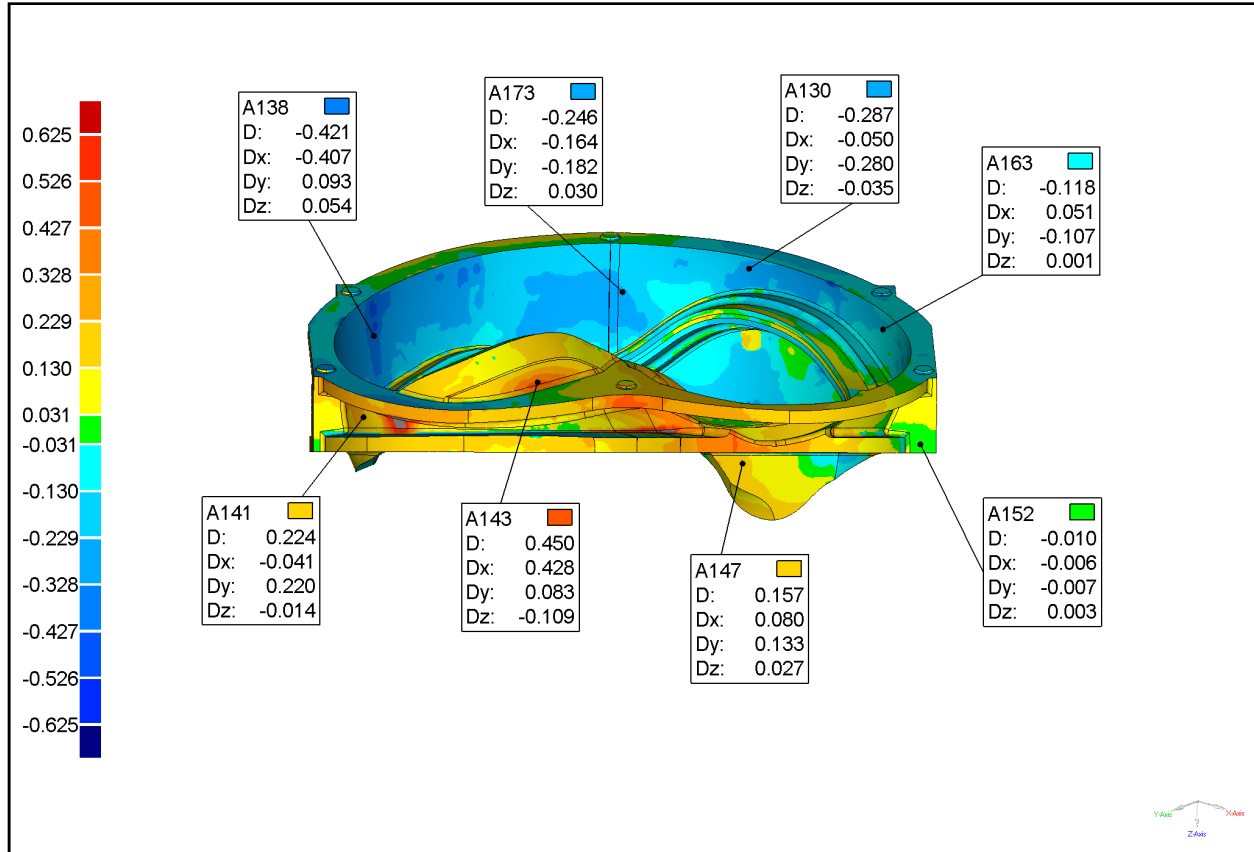 0.625
0.526
0.427
0.328
0.229
0.130
0.031
-0.031
-0.130
-0.229
-0.328
-0.427
-0.526
-0.625
A138
D: -0.421
Dx: -0.407
Dy: 0.093
Dz: 0.054
A173
D: -0.246
Dx: -0.164
Dy: -0.182
Dz: 0.030
A130
D: -0.287
Dx: -0.050
Dy: -0.280
Dz: -0.035
A163
D: -0.118
Dx: 0.051
Dy: -0.107
Dz: 0.001
A141
D: 0.224
Dx: -0.041
Dy: 0.220
Dz: -0.014
A143
D: 0.450
Dx: 0.428
Dy: 0.083
Dz: -0.109
A147
D: 0.157
Dx: 0.080
Dy: 0.133
Dz: 0.027
A152
D: -0.010
Dx: -0.006
Dy: -0.007
Dz: 0.003
Y-Axis
X-Axis
Z-Axis